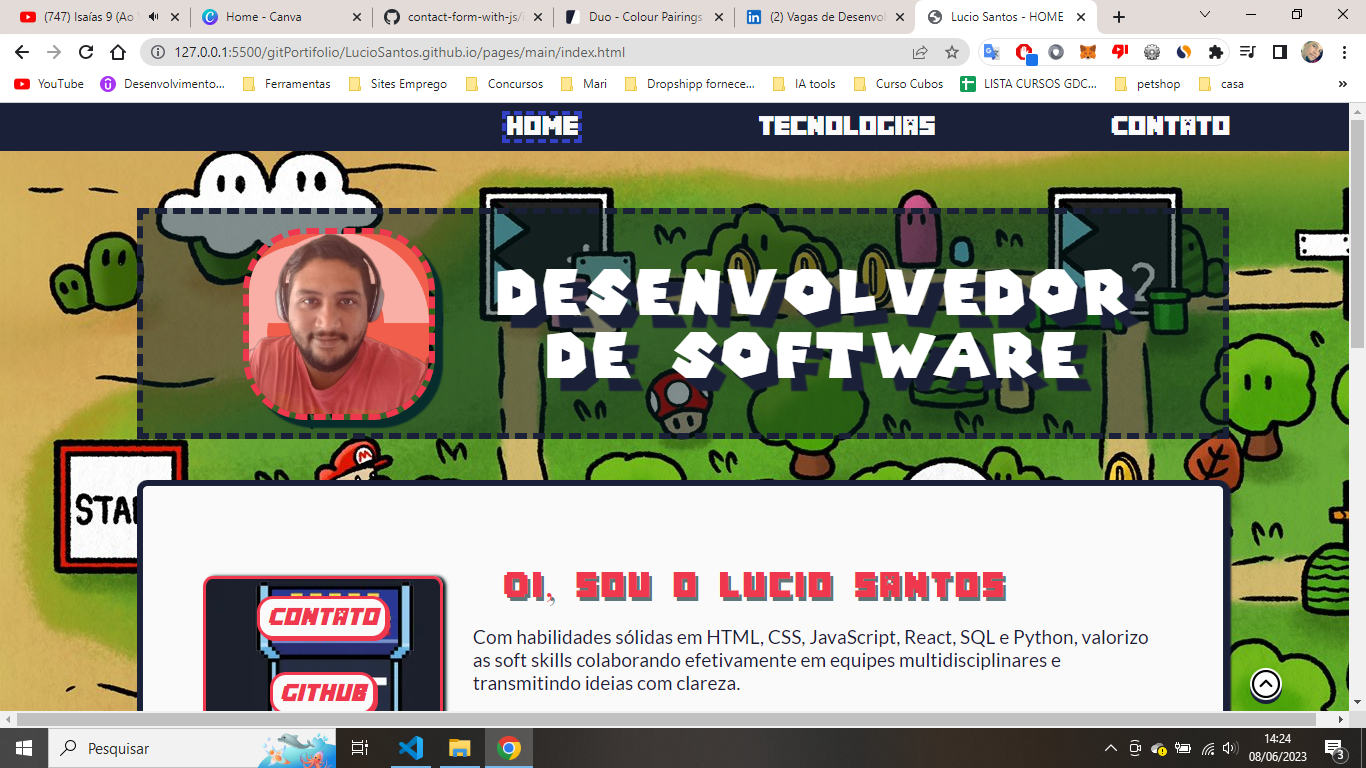 (747) Isaías 9 (Ao
Home - Canva
contact-form-with-js/i
Duo - Colour Pairings
(2) Vagas de Desenvol
Lucio Santos - HOME
127.0.0.1:5500/gitPortifolio/LucioSantos.github.io/pages/main/index.html
YouTube
Desenvolvimento...
Ferramentas
Sites Emprego
Concursos
Mari
Dropshipp fornece...
IA tools
Curso Cubos
LISTA CURSOS GDC...
petshop
casa
»
HOME
TECNOLOGIAS
CONTATO
DESENVOLVEDOR
DE SOFTWARE
2
STA
M
OI, SOU O LUCIO SANTOS
Com habilidades sólidas em HTML, CSS, JavaScript, React, SQL e Python, valorizo
as soft skills colaborando efetivamente em equipes multidisciplinares e
transmitindo ideias com clareza.
CONTATO
GITHUB
Pesquisar
14:24
08/06/2023
3